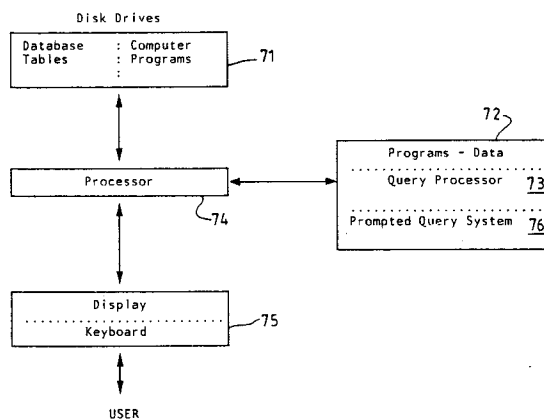 Disk Drives
Database : Computer
Tables : Programs
:
71
72
Programs - Data
Query Processor 73
Prompted Query System 76
Processor
74
Display
Keyboard
75
USER